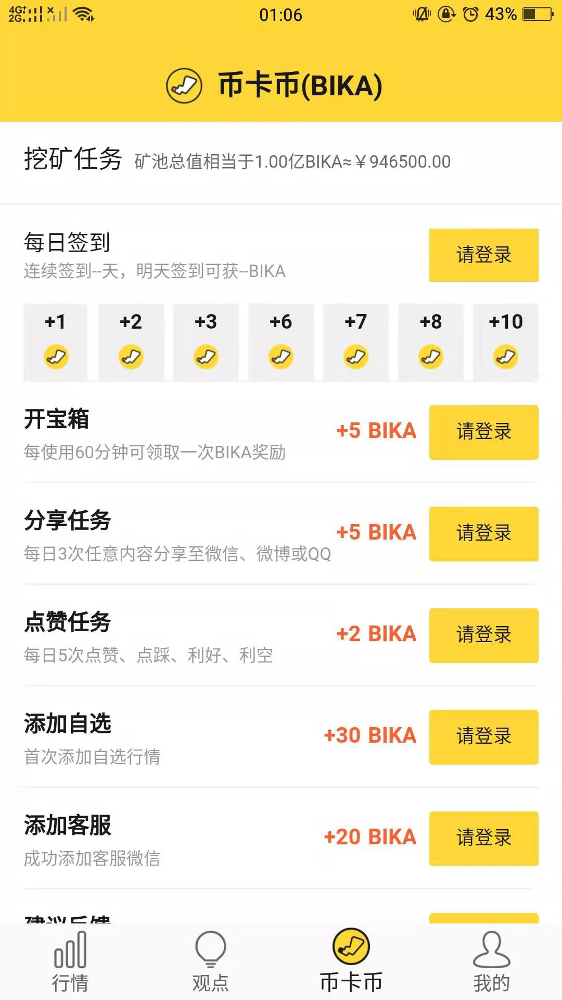 4G+
2G
01:06
43%
币卡币(BIKA)
挖矿任务 矿池总值相当于1.00亿BIKA≈￥946500.00
每日签到
请登录
连续签到--天，明天签到可获--BIKA
+1 +2 +3 +6 +7 +8 +10
开宝箱
+5 BIKA 请登录
每使用60分钟可领取一次BIKA奖励
分享任务
+5 BIKA 请登录
每日3次任意内容分享至微信、微博或QQ
点赞任务
+2 BIKA 请登录
每日5次点赞、点踩、利好、利空
添加自选
+30 BIKA 请登录
首次添加自选行情
添加客服
+20 BIKA 请登录
成功添加客服微信
建议反馈
行情 观点 币卡币 我的